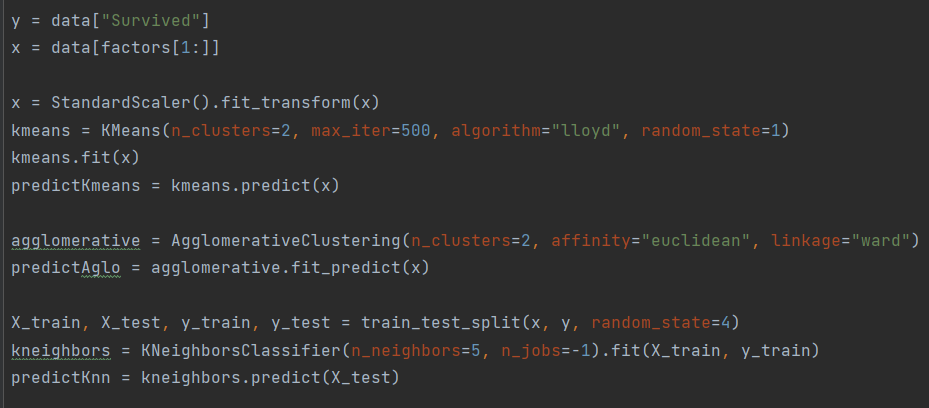 y = data["Survived"]
x = data[factors[1:]]
x = StandardScaler().fit_transform(x)
kmeans = KMeans(n_clusters=2, max_iter=500, algorithm="lloyd", random_state=1)
kmeans.fit(x)
predictKmeans = kmeans.predict(x)
agglomerative = AgglomerativeClustering(n_clusters=2, affinity="euclidean", linkage="ward")
predictAglo = agglomerative.fit_predict(x)
X_train, X_test, y_train, y_test = train_test_split(x, y, random_state=4)
kneighbors = KNeighborsClassifier(n_neighbors=5, n_jobs=-1).fit(X_train, y_train)
predictKnn = kneighbors.predict(X_test)